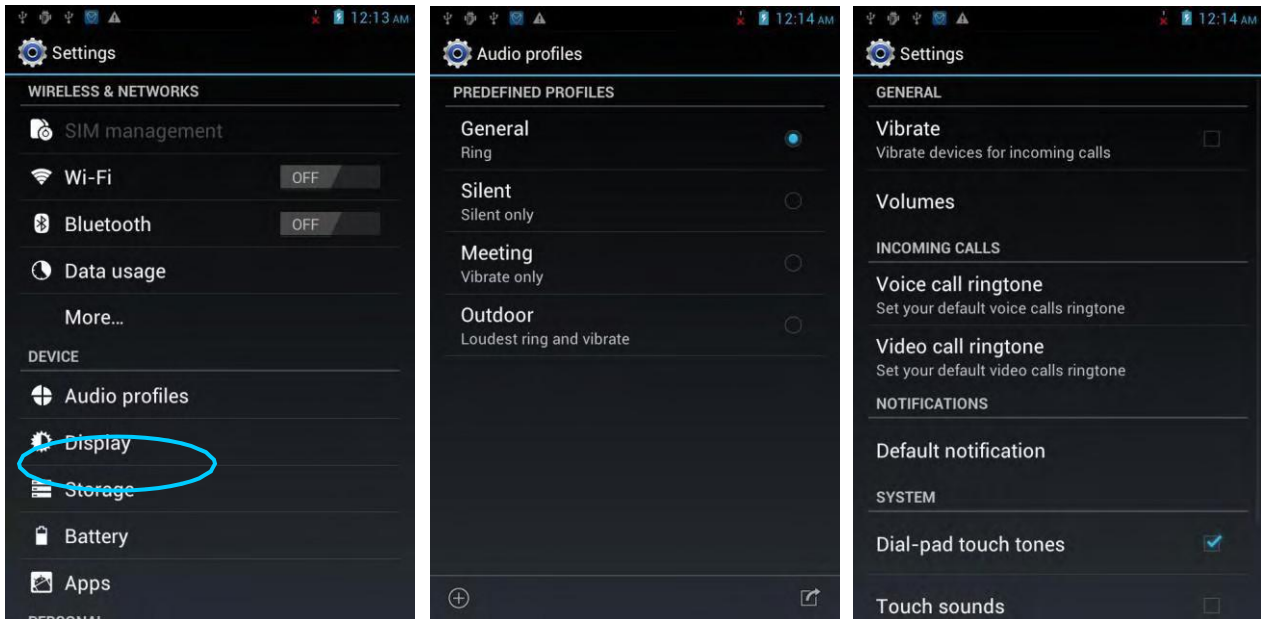 12:13 AM
Settings
WIRELESS & NETWORKS
SIM management
Wi-Fi OFF
Bluetooth OFF
Data usage
More...
DEVICE
Audio profiles
Display
Storage
Battery
Apps
PERSONAL
12:14 AM
Audio profiles
PREDEFINED PROFILES
General
Ring
Silent
Silent only
Meeting
Vibrate only
Outdoor
Loudest ring and vibrate
12:14 AM
Settings
GENERAL
Vibrate
Vibrate devices for incoming calls
Volumes
INCOMING CALLS
Voice call ringtone
Set your default voice calls ringtone
Video call ringtone
Set your default video calls ringtone
NOTIFICATIONS
Default notification
SYSTEM
Dial-pad touch tones
Touch sounds